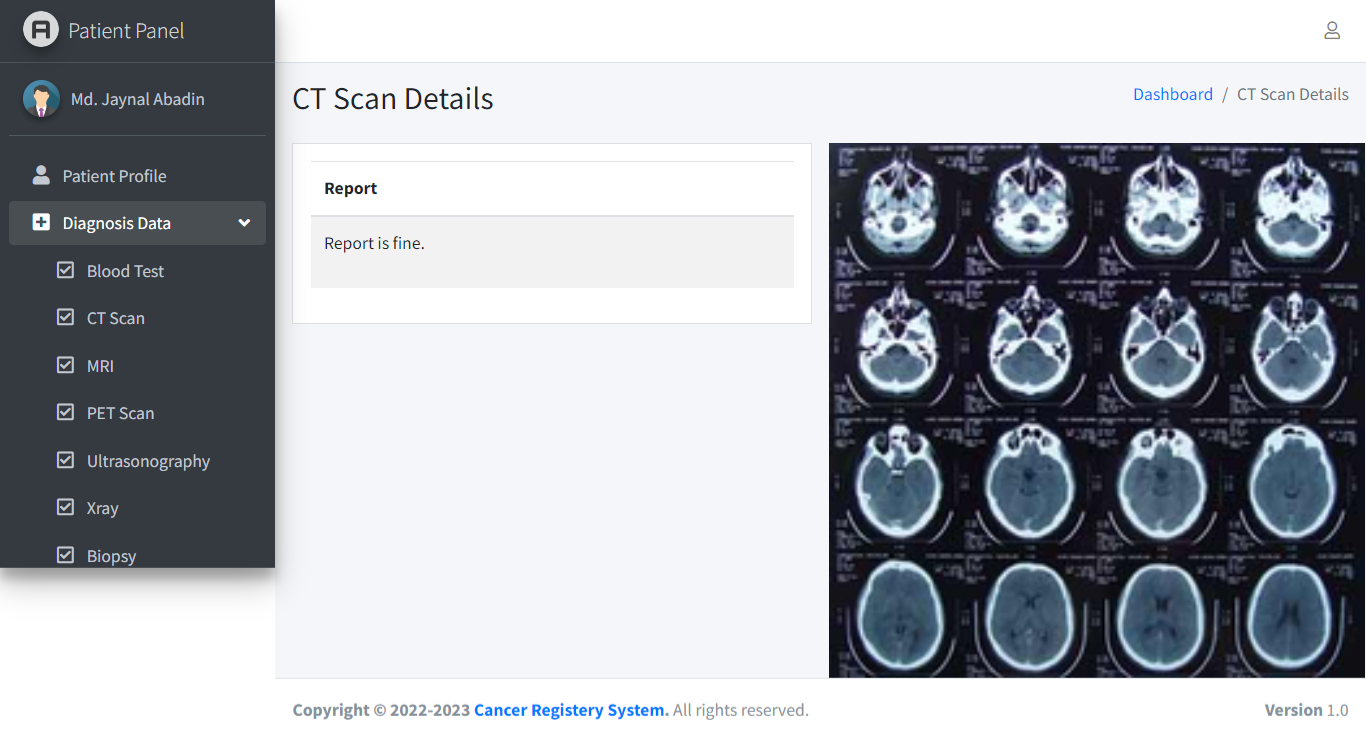 Patient Panel
Md. Jaynal Abadin
Patient Profile
Diagnosis Data
Blood Test
CT Scan
MRI
PET Scan
Ultrasonography
Xray
Biopsy
CT Scan Details
Dashboard / CT Scan Details
Report
Report is fine.
Copyright © 2022-2023 Cancer Registery System. All rights reserved.
Version 1.0